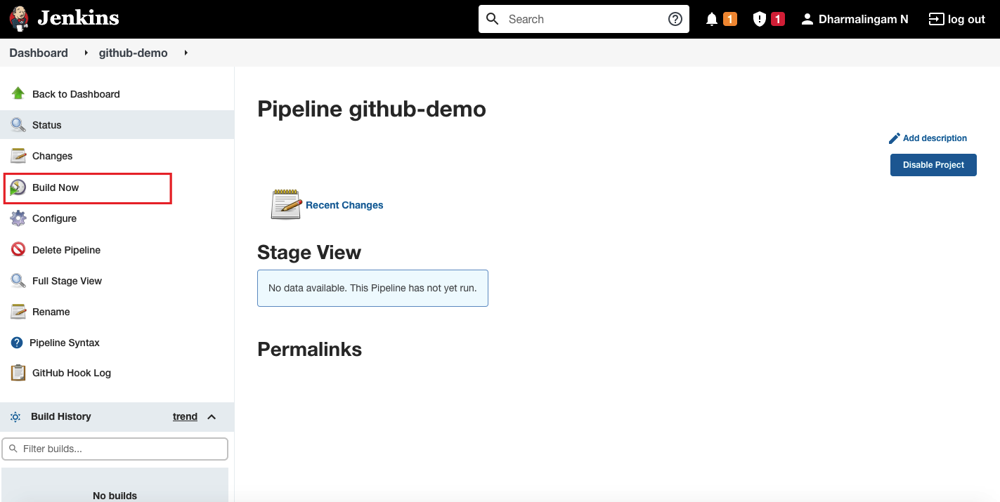 Jenkins
Search
1
1
Dharmalingam N
log out
Dashboard
github-demo
Back to Dashboard
Status
Changes
Build Now
Configure
Delete Pipeline
Full Stage View
Rename
Pipeline Syntax
GitHub Hook Log
Build History
trend
Filter builds...
No builds
Pipeline github-demo
Add description
Disable Project
Recent Changes
Stage View
No data available. This Pipeline has not yet run.
Permalinks